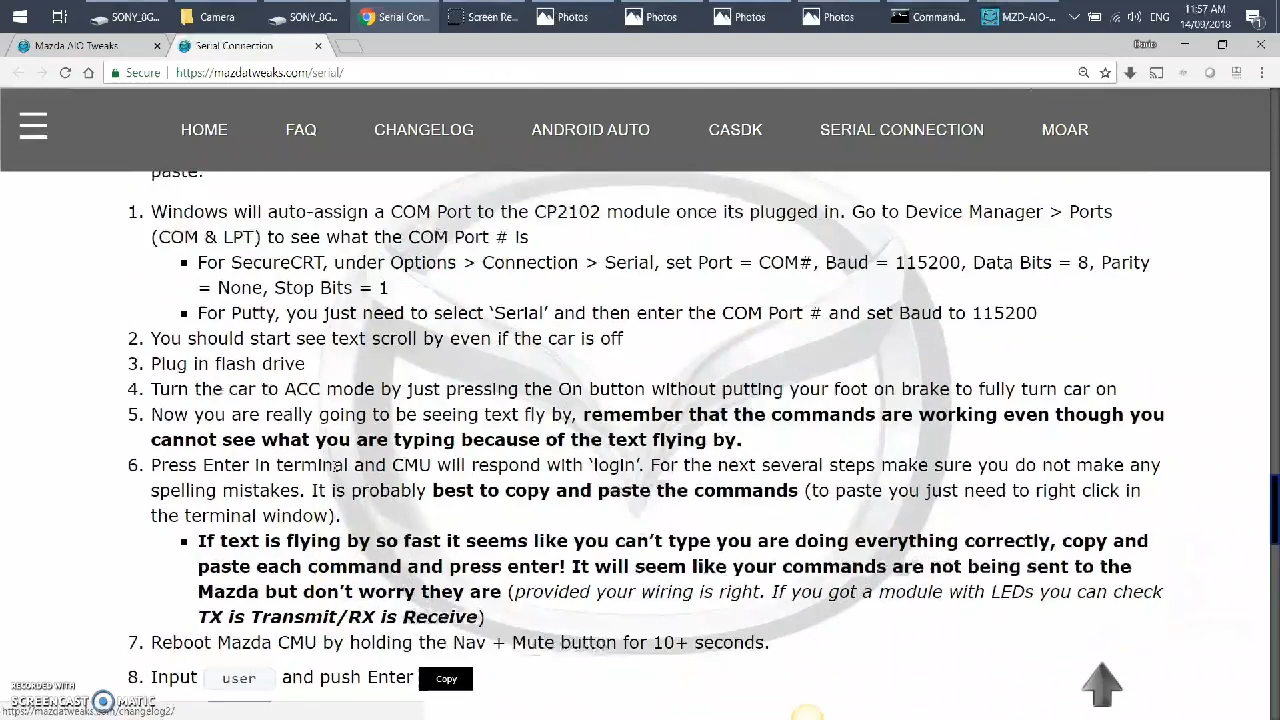 SONY_8G...
Camera
SONY_8G...
Serial Con...
Screen Re...
Photos
Photos
Photos
Photos
Command...
MZD-AIO-...
ENG
11:57 AM
14/09/2018
Mazda AIO Tweaks
Serial Connection
Secure
https://mazdatweaks.com/serial/
HOME
FAQ
CHANGELOG
ANDROID AUTO
CASDK
SERIAL CONNECTION
MOAR
paste.
1. Windows will auto-assign a COM Port to the CP2102 module once its plugged in. Go to Device Manager > Ports
(COM & LPT) to see what the COM Port # is
▪ For SecureCRT, under Options > Connection > Serial, set Port = COM#, Baud = 115200, Data Bits = 8, Parity
= None, Stop Bits = 1
▪ For Putty, you just need to select ‘Serial’ and then enter the COM Port # and set Baud to 115200
2. You should start see text scroll by even if the car is off
3. Plug in flash drive
4. Turn the car to ACC mode by just pressing the On button without putting your foot on brake to fully turn car on
5. Now you are really going to be seeing text fly by, remember that the commands are working even though you
cannot see what you are typing because of the text flying by.
6. Press Enter in terminal and CMU will respond with ‘login’. For the next several steps make sure you do not make any
spelling mistakes. It is probably best to copy and paste the commands (to paste you just need to right click in
the terminal window).
▪ If text is flying by so fast it seems like you can’t type you are doing everything correctly, copy and
paste each command and press enter! It will seem like your commands are not being sent to the
Mazda but don’t worry they are (provided your wiring is right. If you got a module with LEDs you can check
TX is Transmit/RX is Receive)
7. Reboot Mazda CMU by holding the Nav + Mute button for 10+ seconds.
8. Input user and push Enter Copy
RECORDED WITH
SCREENCAST MATIC
https://mazdatweaks.com/changelog2/